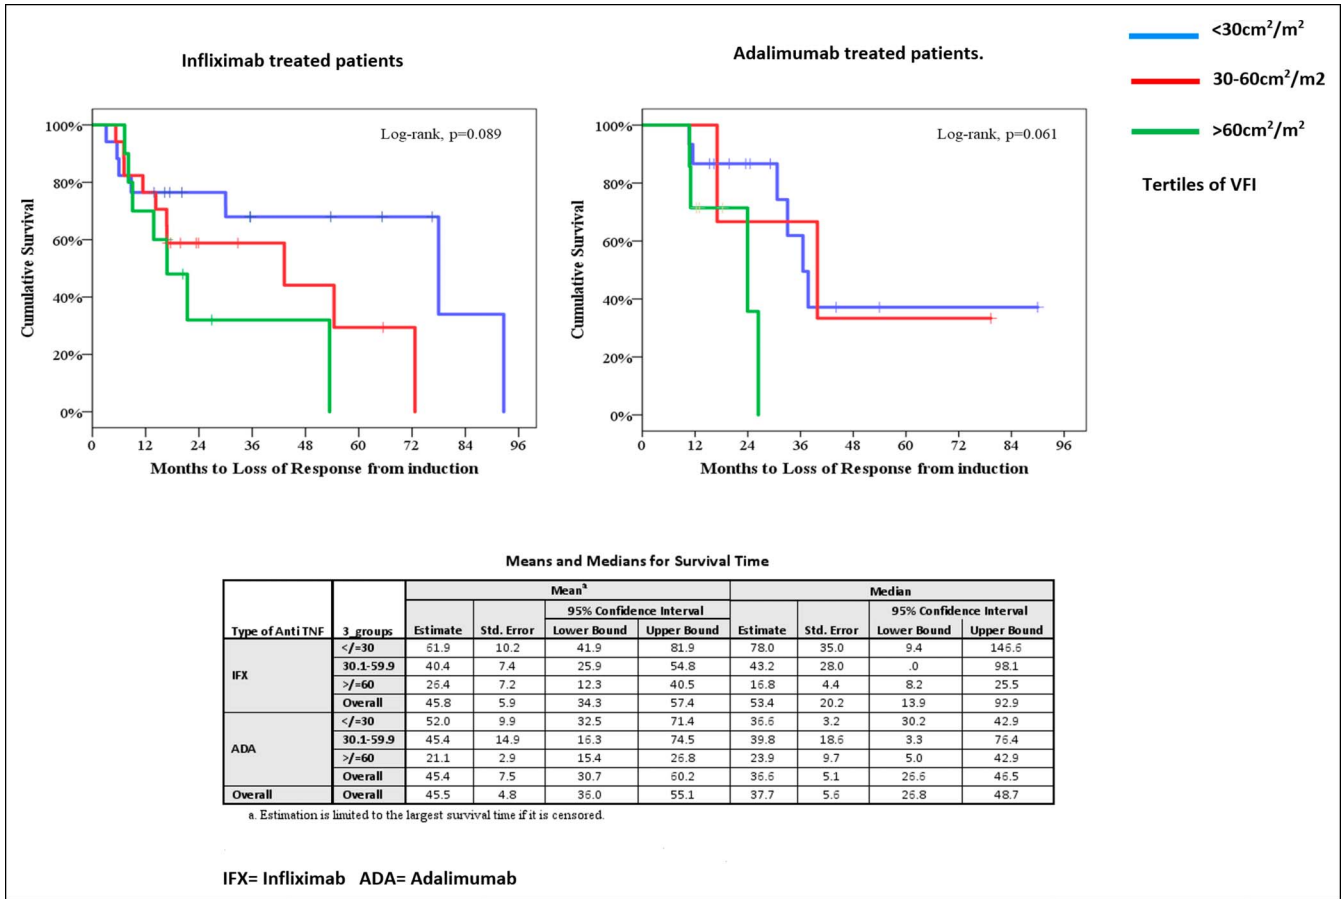 Infliximab treated patients
Adalimumab treated patients.
<30cm²/m²
30-60cm²/m2
>60cm²/m²
Tertiles of VFI
Log-rank, p=0.089
100%
80%
60%
40%
20%
0%
Cumulative Survival
0 12 24 36 48 60 72 84 96
Months to Loss of Response from induction
Log-rank, p=0.061
100%
80%
60%
40%
20%
0%
Cumulative Survival
0 12 24 36 48 60 72 84 96
Months to Loss of Response from induction
Means and Medians for Survival Time
Meanᵃ Median
95% Confidence Interval 95% Confidence Interval
Type of Anti TNF 3_groups Estimate Std. Error Lower Bound Upper Bound Estimate Std. Error Lower Bound Upper Bound
IFX </=30 61.9 10.2 41.9 81.9 78.0 35.0 9.4 146.6
30.1-59.9 40.4 7.4 25.9 54.8 43.2 28.0 .0 98.1
>/=60 26.4 7.2 12.3 40.5 16.8 4.4 8.2 25.5
Overall 45.8 5.9 34.3 57.4 53.4 20.2 13.9 92.9
ADA </=30 52.0 9.9 32.5 71.4 36.6 3.2 30.2 42.9
30.1-59.9 45.4 14.9 16.3 74.5 39.8 18.6 3.3 76.4
>/=60 21.1 2.9 15.4 26.8 23.9 9.7 5.0 42.9
Overall 45.4 7.5 30.7 60.2 36.6 5.1 26.6 46.5
Overall Overall 45.5 4.8 36.0 55.1 37.7 5.6 26.8 48.7
a. Estimation is limited to the largest survival time if it is censored.
IFX= Infliximab ADA= Adalimumab